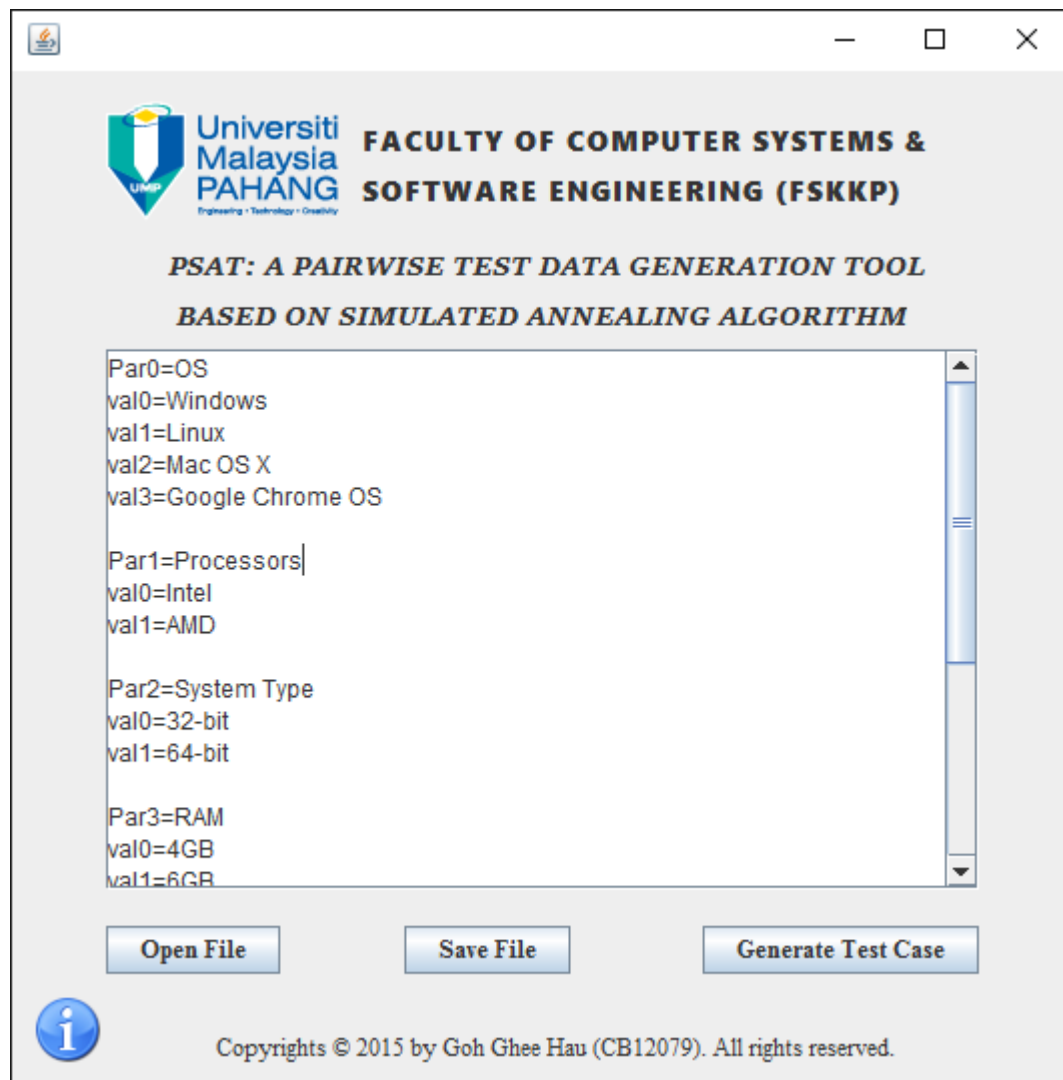 Universiti
Malaysia
PAHANG
Engineering • Technology • Creativity
UMP
FACULTY OF COMPUTER SYSTEMS &
SOFTWARE ENGINEERING (FSKKP)
PSAT: A PAIRWISE TEST DATA GENERATION TOOL
BASED ON SIMULATED ANNEALING ALGORITHM
Par0=OS
val0=Windows
val1=Linux
val2=Mac OS X
val3=Google Chrome OS
Par1=Processors
val0=Intel
val1=AMD
Par2=System Type
val0=32-bit
val1=64-bit
Par3=RAM
val0=4GB
val1=6GB
Open File
Save File
Generate Test Case
i
Copyrights © 2015 by Goh Ghee Hau (CB12079). All rights reserved.